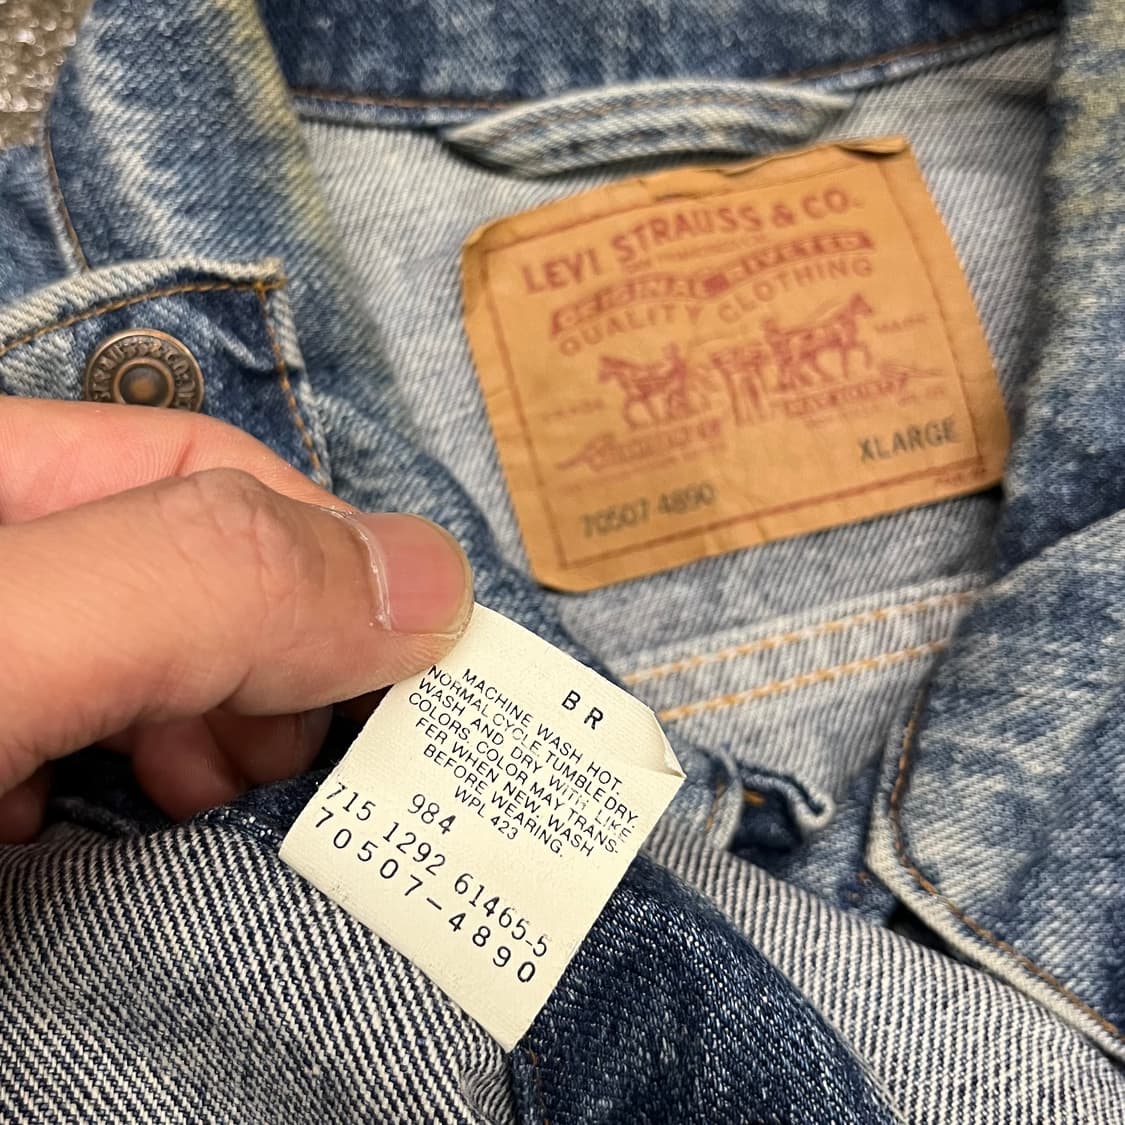 LEVI STRAUSS & CO.
QUALITY CLOTHING
XLARGE
70507 4890
BR
MACHINE WASH HOT.
NORMAL CYCLE. TUMBLE DRY.
WASH AND DRY WITH LIKE
COLORS. COLOR MAY TRANS-
FER WHEN NEW, WASH
BEFORE WEARING.
WPL 423
984
715 1292 61465-5
70507-4890